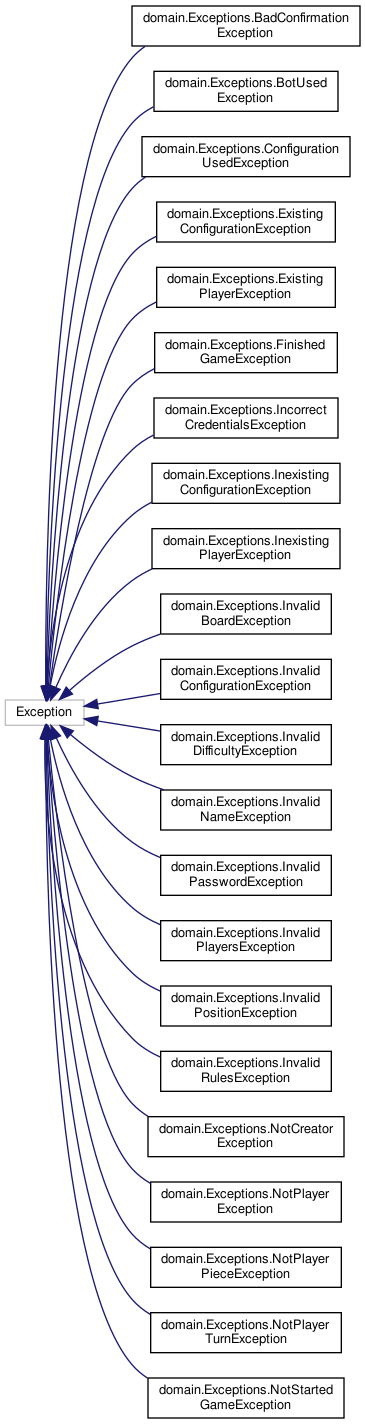 domain.Exceptions.BadConfirmation
Exception
domain.Exceptions.BotUsed
Exception
domain.Exceptions.Configuration
UsedException
domain.Exceptions.Existing
ConfigurationException
domain.Exceptions.Existing
PlayerException
domain.Exceptions.Finished
GameException
domain.Exceptions.Incorrect
CredentialsException
domain.Exceptions.Inexisting
ConfigurationException
domain.Exceptions.Inexisting
PlayerException
domain.Exceptions.Invalid
BoardException
domain.Exceptions.Invalid
ConfigurationException
Exception
domain.Exceptions.Invalid
DifficultyException
domain.Exceptions.Invalid
NameException
domain.Exceptions.Invalid
PasswordException
domain.Exceptions.Invalid
PlayersException
domain.Exceptions.Invalid
PositionException
domain.Exceptions.Invalid
RulesException
domain.Exceptions.NotCreator
Exception
domain.Exceptions.NotPlayer
Exception
domain.Exceptions.NotPlayer
PieceException
domain.Exceptions.NotPlayer
TurnException
domain.Exceptions.NotStarted
GameException